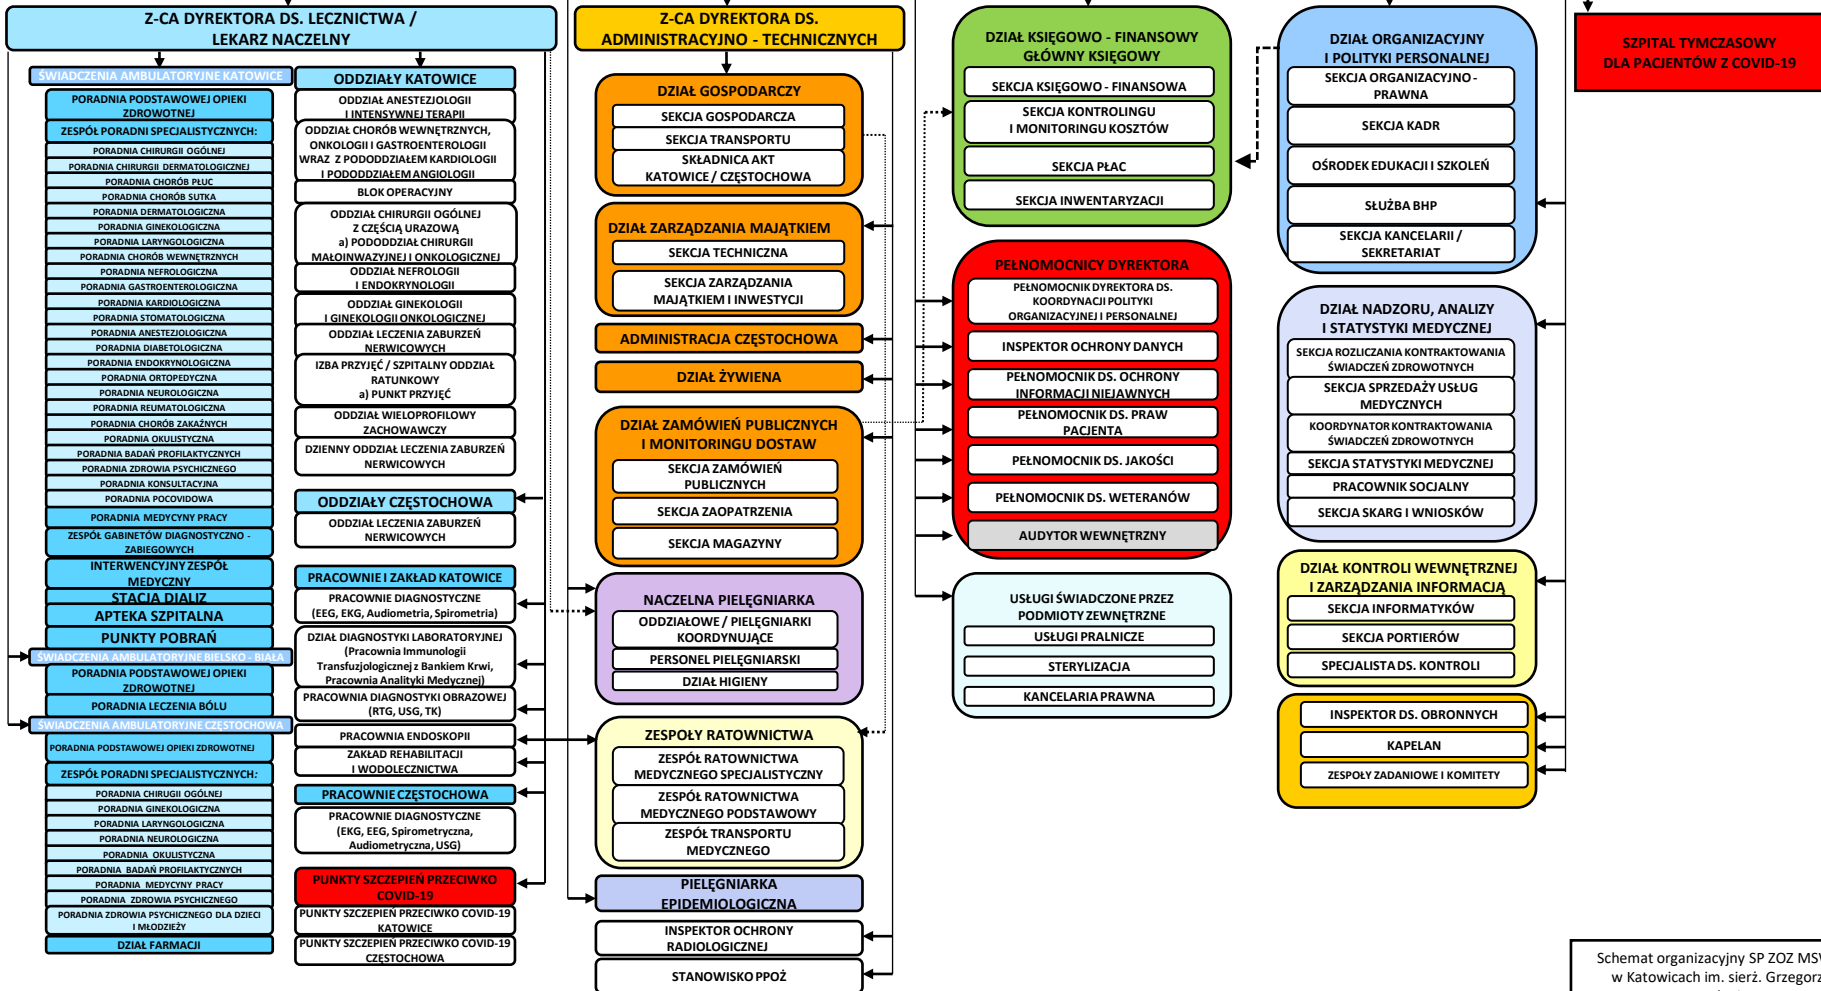 Z-CA DYREKTORA DS. LECZNICTWA /
LEKARZ NACZELNY
ŚWIADCZENIA AMBULATORYJNE KATOWICE
PORADNIA PODSTAWOWEJ OPIEKI
ZDROWOTNEJ
ZESPÓŁ PORADNI SPECJALISTYCZNYCH:
PORADNIA CHIRURGII OGÓLNEJ
PORADNIA CHIRURGII DERMATOLOGICZNEJ
PORADNIA CHORÓB PŁUC
PORADNIA CHORÓB SUTKA
PORADNIA DERMATOLOGICZNA
PORADNIA GINEKOLOGICZNA
PORADNIA LARYNGOLOGICZNA
PORADNIA CHORÓB WEWNĘTRZNYCH
PORADNIA NEFROLOGICZNA
PORADNIA GASTROENTEROLOGICZNA
PORADNIA KARDIOLOGICZNA
PORADNIA STOMATOLOGICZNA
PORADNIA ANESTEZJOLOGICZNA
PORADNIA DIABETOLOGICZNA
PORADNIA ENDOKRYNOLOGICZNA
PORADNIA ORTOPEDYCZNA
PORADNIA NEUROLOGICZNA
PORADNIA REUMATOLOGICZNA
PORADNIA CHORÓB ZAKAŹNYCH
PORADNIA OKULISTYCZNA
PORADNIA BADAŃ PROFILAKTYCZNYCH
PORADNIA ZDROWIA PSYCHICZNEGO
PORADNIA KONSULTACYJNA
PORADNIA POCOVIDOWA
PORADNIA MEDYCYNY PRACY
ZESPÓŁ GABINETÓW DIAGNOSTYCZNO -
ZABIEGOWYCH
INTERWENCYJNY ZESPÓŁ
MEDYCZNY
STACJA DIALIZ
APTEKA SZPITALNA
PUNKTY POBRAŃ
ŚWIADCZENIA AMBULATORYJNE BIELSKO - BIAŁA
PORADNIA PODSTAWOWEJ OPIEKI
ZDROWOTNEJ
PORADNIA LECZENIA BÓLU
ŚWIADCZENIA AMBULATORYJNE CZĘSTOCHOWA
PORADNIA PODSTAWOWEJ OPIEKI ZDROWOTNEJ
ZESPÓŁ PORADNI SPECJALISTYCZNYCH:
PORADNIA CHIRUGII OGÓLNEJ
PORADNIA GINEKOLOGICZNA
PORADNIA LARYNGOLOGICZNA
PORADNIA NEUROLOGICZNA
PORADNIA OKULISTYCZNA
PORADNIA BADAŃ PROFILAKTYCZNYCH
PORADNIA MEDYCYNY PRACY
PORADNIA ZDROWIA PSYCHICZNEGO
PORADNIA ZDROWIA PSYCHICZNEGO DLA DZIECI
I MŁODZIEŻY
DZIAŁ FARMACJI
ODDZIAŁY KATOWICE
ODDZIAŁ ANESTEZJOLOGII
I INTENSYWNEJ TERAPII
ODDZIAŁ CHORÓB WEWNĘTRZNYCH,
ONKOLOGII I GASTROENTEROLOGII
WRAZ Z PODODDZIAŁEM KARDIOLOGII
I PODODDZIAŁEM ANGIOLOGII
BLOK OPERACYJNY
ODDZIAŁ CHIRURGII OGÓLNEJ
Z CZĘŚCIĄ URAZOWĄ
a) PODODDZIAŁ CHIRURGII
MAŁOINWAZYJNEJ I ONKOLOGICZNEJ
ODDZIAŁ NEFROLOGII
I ENDOKRYNOLOGII
ODDZIAŁ GINEKOLOGII
I GINEKOLOGII ONKOLOGICZNEJ
ODDZIAŁ LECZENIA ZABURZEŃ
NERWICOWYCH
IZBA PRZYJĘĆ / SZPITALNY ODDZIAŁ
RATUNKOWY
a) PUNKT PRZYJĘĆ
ODDZIAŁ WIELOPROFILOWY
ZACHOWAWCZY
DZIENNY ODDZIAŁ LECZENIA ZABURZEŃ
NERWICOWYCH
ODDZIAŁY CZĘSTOCHOWA
ODDZIAŁ LECZENIA ZABURZEŃ
NERWICOWYCH
PRACOWNIE I ZAKŁAD KATOWICE
PRACOWNIE DIAGNOSTYCZNE
(EEG, EKG, Audiometria, Spirometria)
DZIAŁ DIAGNOSTYKI LABORATORYJNEJ
(Pracownia Immunologii
Transfuzjologicznej z Bankiem Krwi,
Pracownia Analityki Medycznej)
PRACOWNIA DIAGNOSTYKI OBRAZOWEJ
(RTG, USG, TK)
PRACOWNIA ENDOSKOPII
ZAKŁAD REHABILITACJI
I WODOLECZNICTWA
PRACOWNIE CZĘSTOCHOWA
PRACOWNIE DIAGNOSTYCZNE
(EKG, EEG, Spirometryczna,
Audiometryczna, USG)
PUNKTY SZCZEPIEŃ PRZECIWKO
COVID-19
PUNKTY SZCZEPIEŃ PRZECIWKO COVID-19
KATOWICE
PUNKTY SZCZEPIEŃ PRZECIWKO COVID-19
CZĘSTOCHOWA
Z-CA DYREKTORA DS.
ADMINISTRACYJNO - TECHNICZNYCH
DZIAŁ GOSPODARCZY
SEKCJA GOSPODARCZA
SEKCJA TRANSPORTU
SKŁADNICA AKT
KATOWICE / CZĘSTOCHOWA
DZIAŁ ZARZĄDZANIA MAJĄTKIEM
SEKCJA TECHNICZNA
SEKCJA ZARZĄDZANIA
MAJĄTKIEM I INWESTYCJI
ADMINISTRACJA CZĘSTOCHOWA
DZIAŁ ŻYWIENA
DZIAŁ ZAMÓWIEŃ PUBLICZNYCH
I MONITORINGU DOSTAW
SEKCJA ZAMÓWIEŃ
PUBLICZNYCH
SEKCJA ZAOPATRZENIA
SEKCJA MAGAZYNY
NACZELNA PIELĘGNIARKA
ODDZIAŁOWE / PIELĘGNIARKI
KOORDYNUJĄCE
PERSONEL PIELĘGNIARSKI
DZIAŁ HIGIENY
ZESPOŁY RATOWNICTWA
ZESPÓŁ RATOWNICTWA
MEDYCZNEGO SPECJALISTYCZNY
ZESPÓŁ RATOWNICTWA
MEDYCZNEGO PODSTAWOWY
ZESPÓŁ TRANSPORTU
MEDYCZNEGO
PIELĘGNIARKA
EPIDEMIOLOGICZNA
INSPEKTOR OCHRONY
RADIOLOGICZNEJ
STANOWISKO PPOŻ
DZIAŁ KSIĘGOWO - FINANSOWY
GŁÓWNY KSIĘGOWY
SEKCJA KSIĘGOWO - FINANSOWA
SEKCJA KONTROLINGU
I MONITORINGU KOSZTÓW
SEKCJA PŁAC
SEKCJA INWENTARYZACJI
PEŁNOMOCNICY DYREKTORA
PEŁNOMOCNIK DYREKTORA DS.
KOORDYNACJI POLITYKI
ORGANIZACYJNEJ I PERSONALNEJ
INSPEKTOR OCHRONY DANYCH
PEŁNOMOCNIK DS. OCHRONY
INFORMACJI NIEJAWNYCH
PEŁNOMOCNIK DS. PRAW
PACJENTA
PEŁNOMOCNIK DS. JAKOŚCI
PEŁNOMOCNIK DS. WETERANÓW
AUDYTOR WEWNĘTRZNY
USŁUGI ŚWIADCZONE PRZEZ
PODMIOTY ZEWNĘTRZNE
USŁUGI PRALNICZE
STERYLIZACJA
KANCELARIA PRAWNA
DZIAŁ ORGANIZACYJNY
I POLITYKI PERSONALNEJ
SEKCJA ORGANIZACYJNO -
PRAWNA
SEKCJA KADR
OŚRODEK EDUKACJI I SZKOLEŃ
SŁUŻBA BHP
SEKCJA KANCELARII /
SEKRETARIAT
DZIAŁ NADZORU, ANALIZY
I STATYSTYKI MEDYCZNEJ
SEKCJA ROZLICZANIA KONTRAKTOWANIA
ŚWIADCZEŃ ZDROWOTNYCH
SEKCJA SPRZEDAŻY USŁUG
MEDYCZNYCH
KOORDYNATOR KONTRAKTOWANIA
ŚWIADCZEŃ ZDROWOTNYCH
SEKCJA STATYSTYKI MEDYCZNEJ
PRACOWNIK SOCJALNY
SEKCJA SKARG I WNIOSKÓW
DZIAŁ KONTROLI WEWNĘTRZNEJ
I ZARZĄDZANIA INFORMACJĄ
SEKCJA INFORMATYKÓW
SEKCJA PORTIERÓW
SPECJALISTA DS. KONTROLI
INSPEKTOR DS. OBRONNYCH
KAPELAN
ZESPOŁY ZADANIOWE I KOMITETY
SZPITAL TYMCZASOWY
DLA PACJENTÓW Z COVID-19
Schemat organizacyjny SP ZOZ MSW
w Katowicach im. sierż. Grzegorz